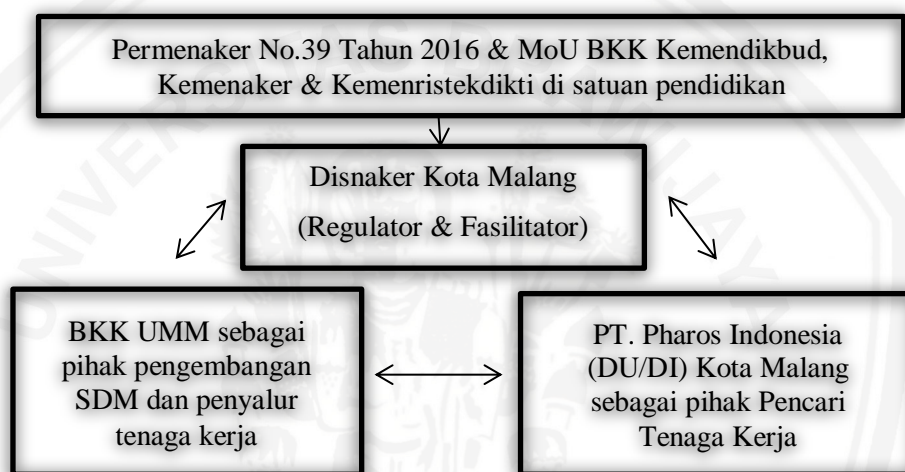 Permenaker No.39 Tahun 2016 & MoU BKK Kemendikbud,
Kemenaker & Kemenristekdikti di satuan pendidikan
Disnaker Kota Malang
(Regulator & Fasilitator)
BKK UMM sebagai
pihak pengembangan
SDM dan penyalur
tenaga kerja
PT. Pharos Indonesia
(DU/DI) Kota Malang
sebagai pihak Pencari
Tenaga Kerja